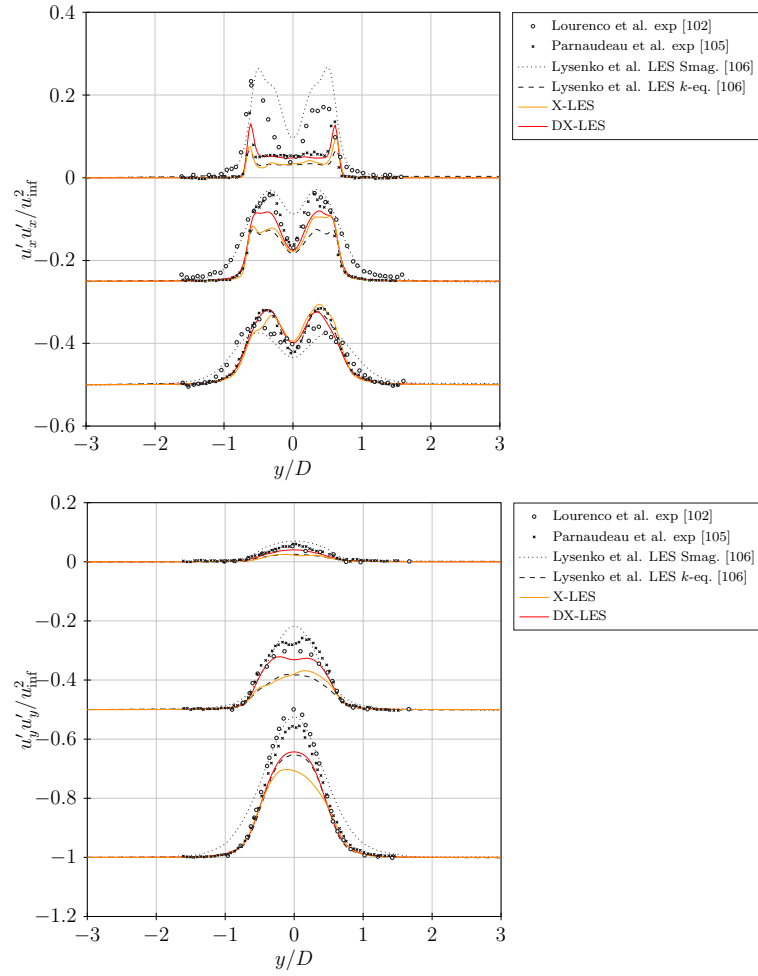 0.4
0.2
0
−0.2
−0.4
−0.6
−3 −2 −1 0 1 2 3
y/D
u′ₓu′ₓ/u²inf
Lourenco et al. exp [102]
Parnaudeau et al. exp [105]
Lysenko et al. LES Smag. [106]
Lysenko et al. LES k-eq. [106]
X-LES
DX-LES
0.2
0
−0.2
−0.4
−0.6
−0.8
−1
−1.2
−3 −2 −1 0 1 2 3
y/D
u′yu′y/u²inf
Lourenco et al. exp [102]
Parnaudeau et al. exp [105]
Lysenko et al. LES Smag. [106]
Lysenko et al. LES k-eq. [106]
X-LES
DX-LES